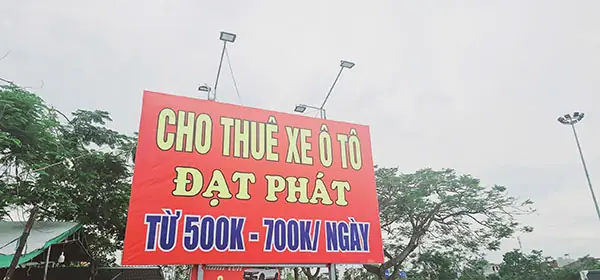 CHO THUÊ XE Ô TÔ
ĐẠT PHÁT
TỪ 500K - 700K/ NGÀY